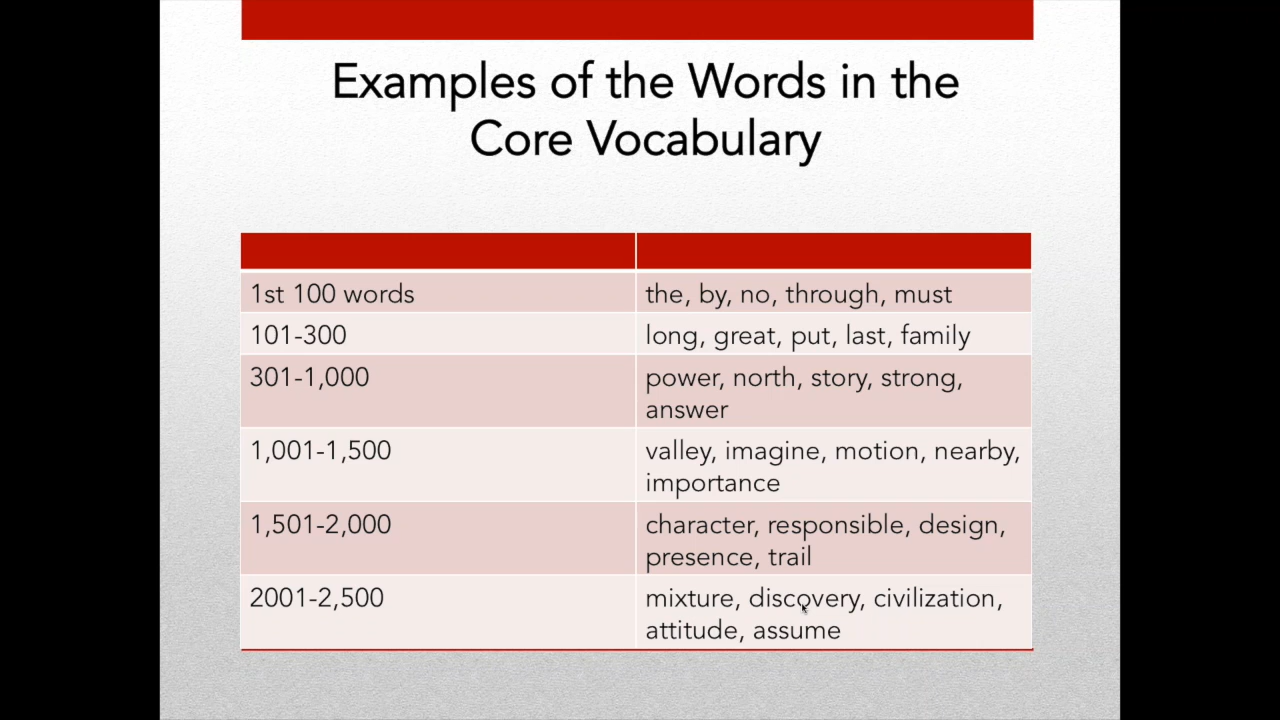 Examples of the Words in the
Core Vocabulary
1st 100 words
the, by, no, through, must
101-300
long, great, put, last, family
301-1,000
power, north, story, strong,
answer
1,001-1,500
valley, imagine, motion, nearby,
importance
1,501-2,000
character, responsible, design,
presence, trail
2001-2,500
mixture, discovery, civilization,
attitude, assume